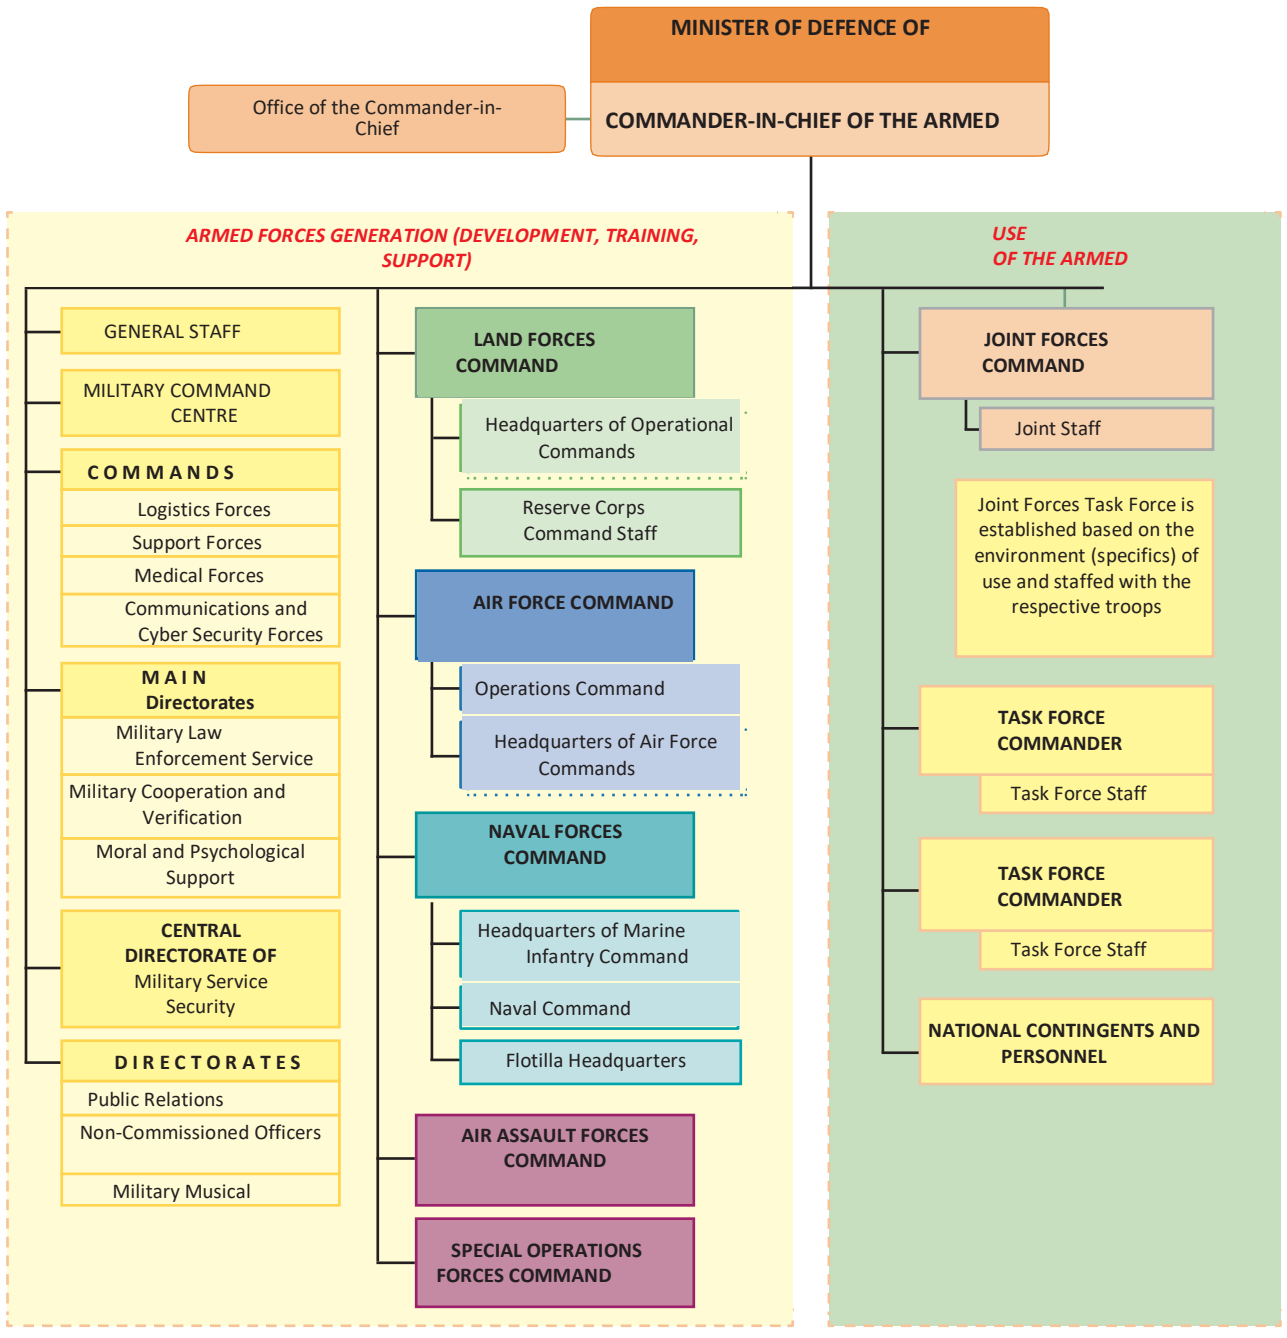 MINISTER OF DEFENCE OF
COMMANDER-IN-CHIEF OF THE ARMED
Office of the Commander-in-
Chief
ARMED FORCES GENERATION (DEVELOPMENT, TRAINING,
SUPPORT)
GENERAL STAFF
MILITARY COMMAND
CENTRE
COMMANDS
Logistics Forces
Support Forces
Medical Forces
Communications and
Cyber Security Forces
MAIN
Directorates
Military Law
Enforcement Service
Military Cooperation and
Verification
Moral and Psychological
Support
CENTRAL
DIRECTORATE OF
Military Service
Security
DIRECTORATES
Public Relations
Non-Commissioned Officers
Military Musical
LAND FORCES
COMMAND
Headquarters of Operational
Commands
Reserve Corps
Command Staff
AIR FORCE COMMAND
Operations Command
Headquarters of Air Force
Commands
NAVAL FORCES
COMMAND
Headquarters of Marine
Infantry Command
Naval Command
Flotilla Headquarters
AIR ASSAULT FORCES
COMMAND
SPECIAL OPERATIONS
FORCES COMMAND
USE
OF THE ARMED
JOINT FORCES
COMMAND
Joint Staff
Joint Forces Task Force is
established based on the
environment (specifics) of
use and staffed with the
respective troops
TASK FORCE
COMMANDER
Task Force Staff
TASK FORCE
COMMANDER
Task Force Staff
NATIONAL CONTINGENTS AND
PERSONNEL